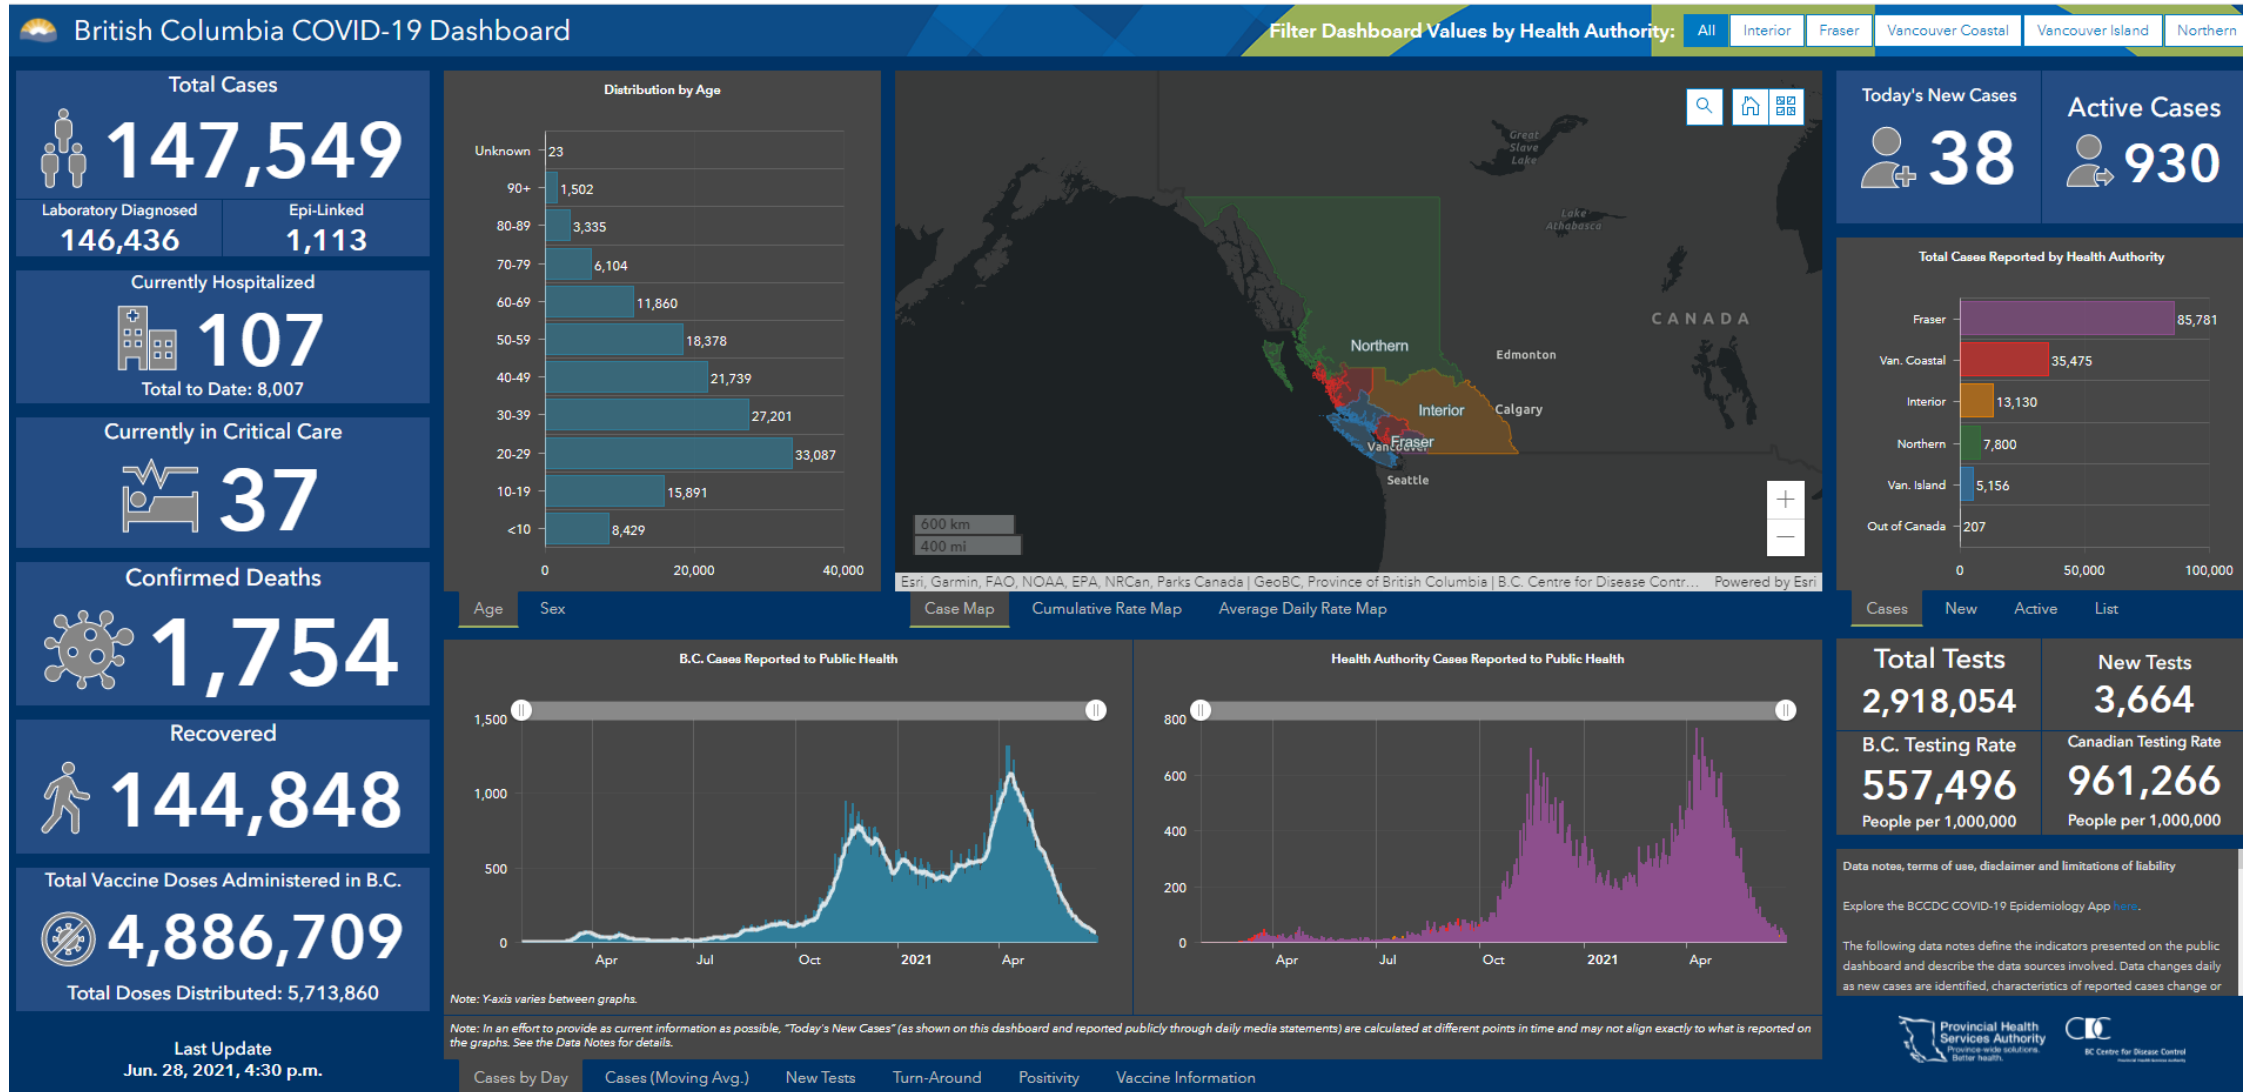 British Columbia COVID-19 Dashboard
Filter Dashboard Values by Health Authority:
All
Interior
Fraser
Vancouver Coastal
Vancouver Island
Northern
Total Cases
147,549
Laboratory Diagnosed
146,436
Epi-Linked
1,113
Currently Hospitalized
107
Total to Date: 8,007
Currently in Critical Care
37
Confirmed Deaths
1,754
Recovered
144,848
Total Vaccine Doses Administered in B.C.
4,886,709
Total Doses Distributed: 5,713,860
Last Update
Jun. 28, 2021, 4:30 p.m.
Distribution by Age
Unknown 23
90+ 1,502
80-89 3,335
70-79 6,104
60-69 11,860
50-59 18,378
40-49 21,739
30-39 27,201
20-29 33,087
10-19 15,891
<10 8,429
0 20,000 40,000
Age Sex
Great
Slave
Lake
Lake
Athabasca
CANADA
Northern
Edmonton
Interior
Calgary
Vancouver
Fraser
Seattle
600 km
400 mi
Esri, Garmin, FAO, NOAA, EPA, NRCan, Parks Canada | GeoBC, Province of British Columbia | B.C. Centre for Disease Contr... Powered by Esri
Case Map Cumulative Rate Map Average Daily Rate Map
Today's New Cases
38
Active Cases
930
Total Cases Reported by Health Authority
Fraser 85,781
Van. Coastal 35,475
Interior 13,130
Northern 7,800
Van. Island 5,156
Out of Canada 207
0 50,000 100,000
Cases New Active List
B.C. Cases Reported to Public Health
1,500
1,000
500
0
Apr Jul Oct 2021 Apr
Note: Y-axis varies between graphs.
Health Authority Cases Reported to Public Health
800
600
400
200
0
Apr Jul Oct 2021 Apr
Note: In an effort to provide as current information as possible, "Today's New Cases" (as shown on this dashboard and reported publicly through daily media statements) are calculated at different points in time and may not align exactly to what is reported on
the graphs. See the Data Notes for details.
Cases by Day Cases (Moving Avg.) New Tests Turn-Around Positivity Vaccine Information
Total Tests
2,918,054
New Tests
3,664
B.C. Testing Rate
557,496
People per 1,000,000
Canadian Testing Rate
961,266
People per 1,000,000
Data notes, terms of use, disclaimer and limitations of liability
Explore the BCCDC COVID-19 Epidemiology App here.
The following data notes define the indicators presented on the public
dashboard and describe the data sources involved. Data changes daily
as new cases are identified, characteristics of reported cases change or
Provincial Health
Services Authority
Province-wide solutions.
Better health.
BC Centre for Disease Control